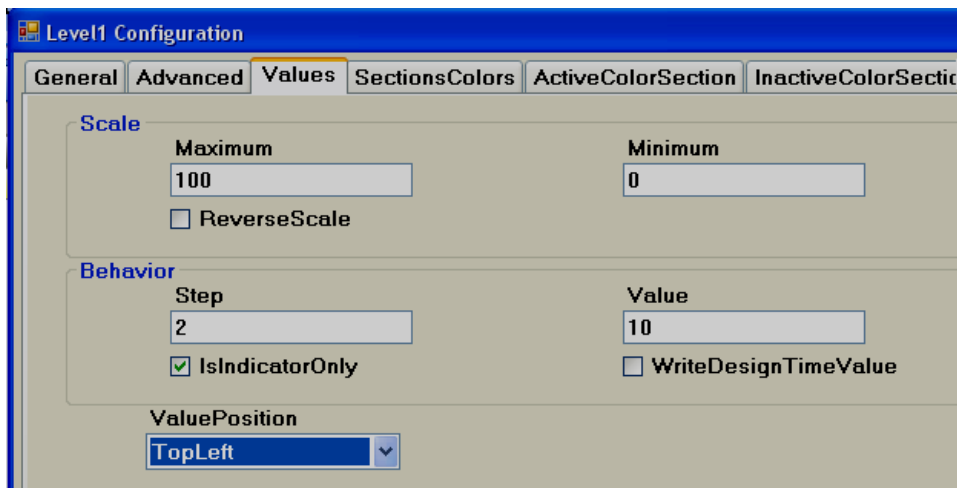 Level1 Configuration
General Advanced Values SectionsColors ActiveColorSection InactiveColorSectio
Scale
Maximum Minimum
100 0
ReverseScale
Behavior
Step Value
2 10
IsIndicatorOnly WriteDesignTimeValue
ValuePosition
TopLeft